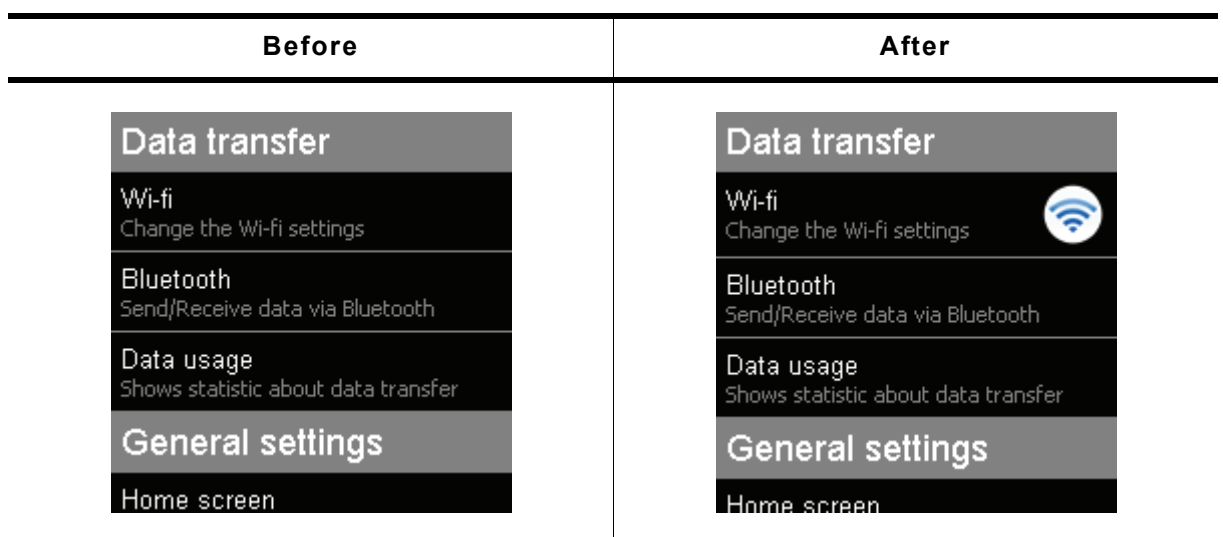 Before
After
Data transfer
Wi-fi
Change the Wi-fi settings
Bluetooth
Send/Receive data via Bluetooth
Data usage
Shows statistic about data transfer
General settings
Home screen
Data transfer
Wi-fi
Change the Wi-fi settings
Bluetooth
Send/Receive data via Bluetooth
Data usage
Shows statistic about data transfer
General settings
Home screen